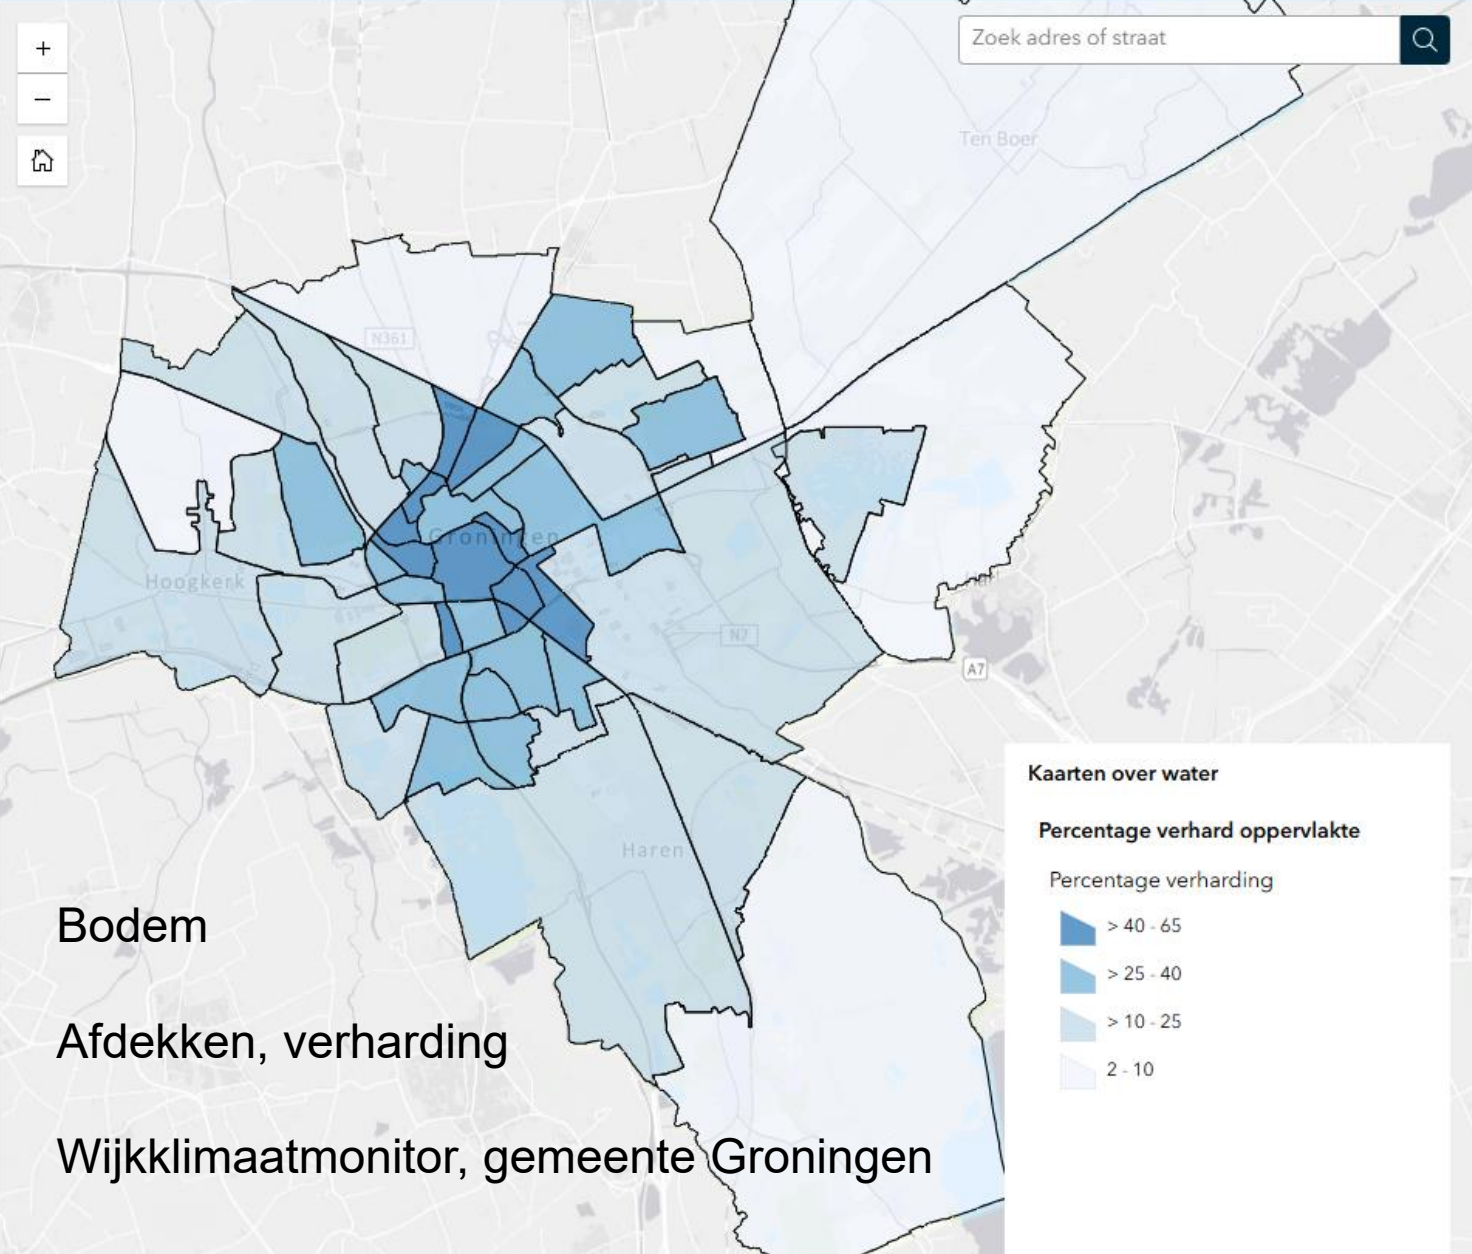 +
Zoek adres of straat
−
Ten Boer
N361
Groningen
Hoogkerk
N7
A7
Kaarten over water
Percentage verhard oppervlakte
Haren
Percentage verharding
> 40 - 65
> 25 - 40
> 10 - 25
2 - 10
Bodem
Afdekken, verharding
Wijkklimaatmonitor, gemeente Groningen